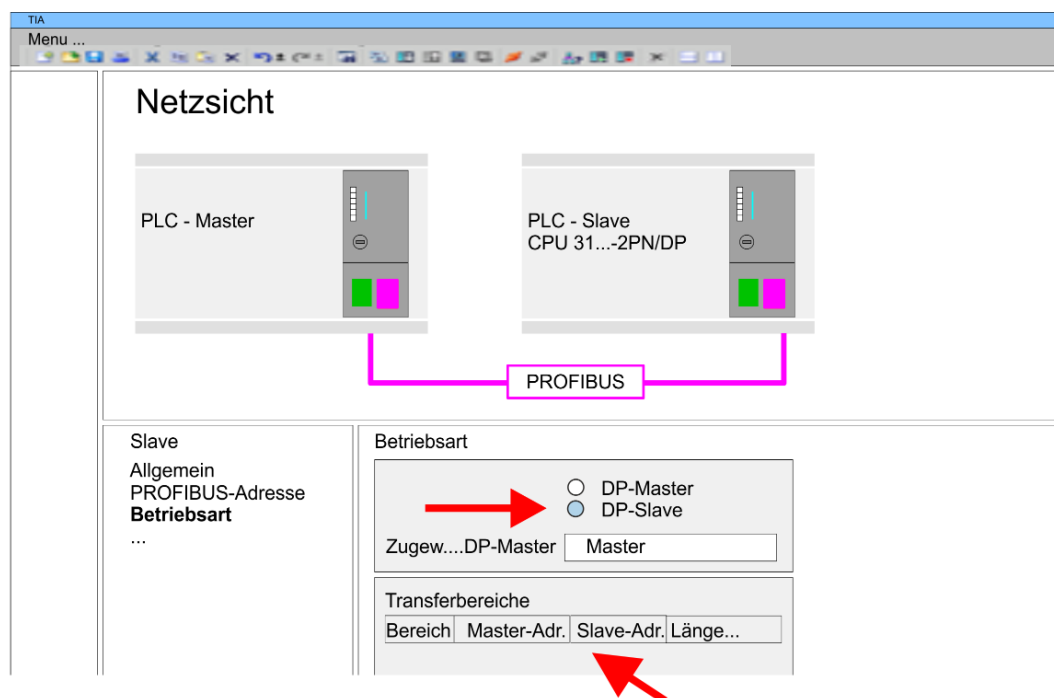 TIA
Menu ...
Netzsicht
PLC - Master
PLC - Slave
CPU 31...-2PN/DP
PROFIBUS
Slave
Allgemein
PROFIBUS-Adresse
Betriebsart
...
Betriebsart
DP-Master
DP-Slave
Zugew....DP-Master Master
Transferbereiche
Bereich Master-Adr. Slave-Adr. Länge...